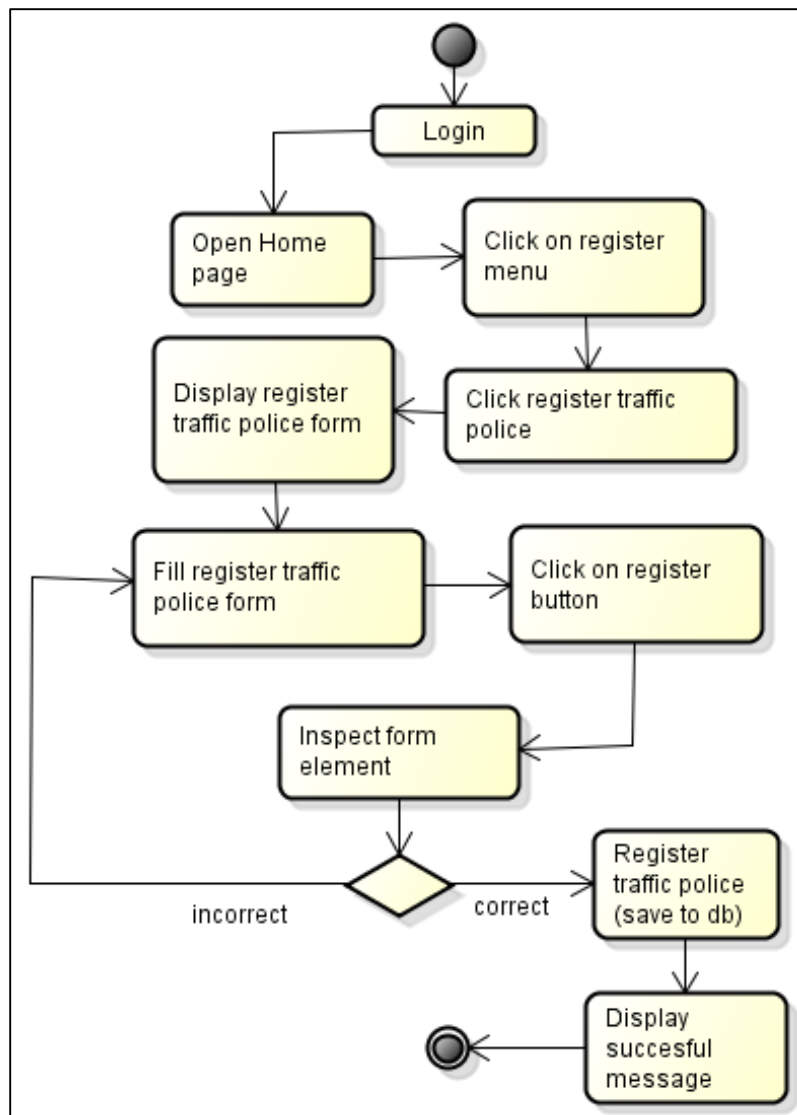 Login
Open Home
page
Click on register
menu
Click register traffic
police
Display register
traffic police form
Fill register traffic
police form
Click on register
button
Inspect form
element
incorrect
correct
Register
traffic police
(save to db)
Display
succesful
message